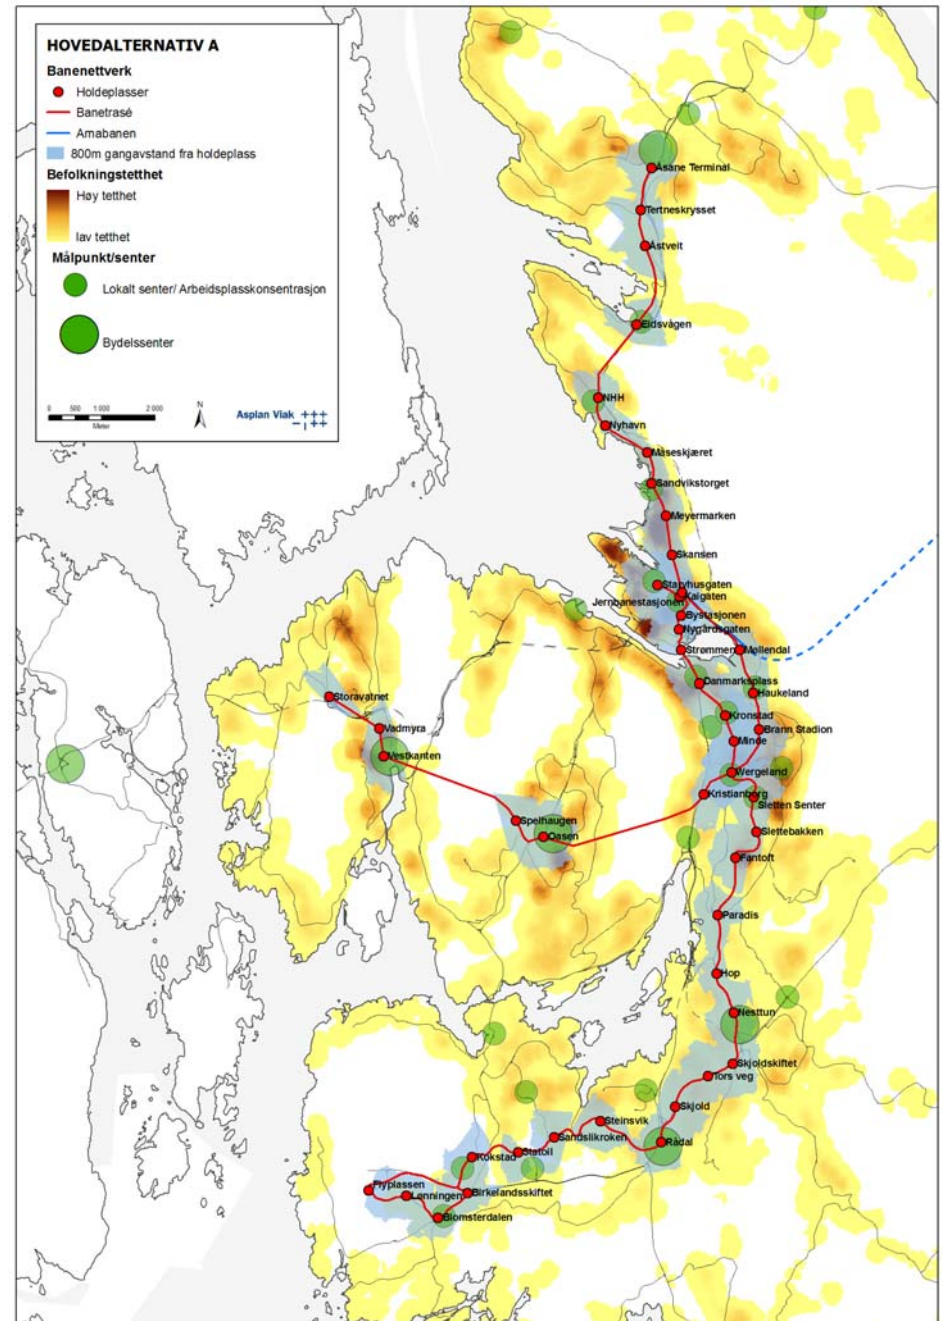 HOVEDALTERNATIV A
Banenettverk
Holdeplasser
Banetrasé
Arnabanen
800m gangavstand fra holdeplass
Befolkningstetthet
Høy tetthet
lav tetthet
Målpunkt/senter
Lokalt senter/ Arbeidsplasskonsentrasjon
Bydelssenter
0 500 1 000 2 000
Meter
N
Asplan Viak
Åsane Terminal
Tertneskrysset
Åstveit
Eidsvågen
NHH
Nyhavn
Måseskjæret
Sandvikstorget
Meyermarken
Skansen
Starvhusgaten
Kaigaten
Jernbanestasjonen
Bystasjonen
Nygårdsgaten
Strømmen
Møllendal
Danmarksplass
Haukeland
Storavatnet
Kronstad
Vadmyra
Brann Stadion
Minde
Vestkanten
Wergeland
Kristianborg
Sletten Senter
Spelhaugen
Slettebakken
Oasen
Fantoft
Paradis
Hop
Nesttun
Skjoldskiftet
Tors veg
Skjold
Steinsvik
Sandslikroken
Rådal
Statoil
Kokstad
Flyplassen
Birkelandsskiftet
Lønningen
Blomsterdalen